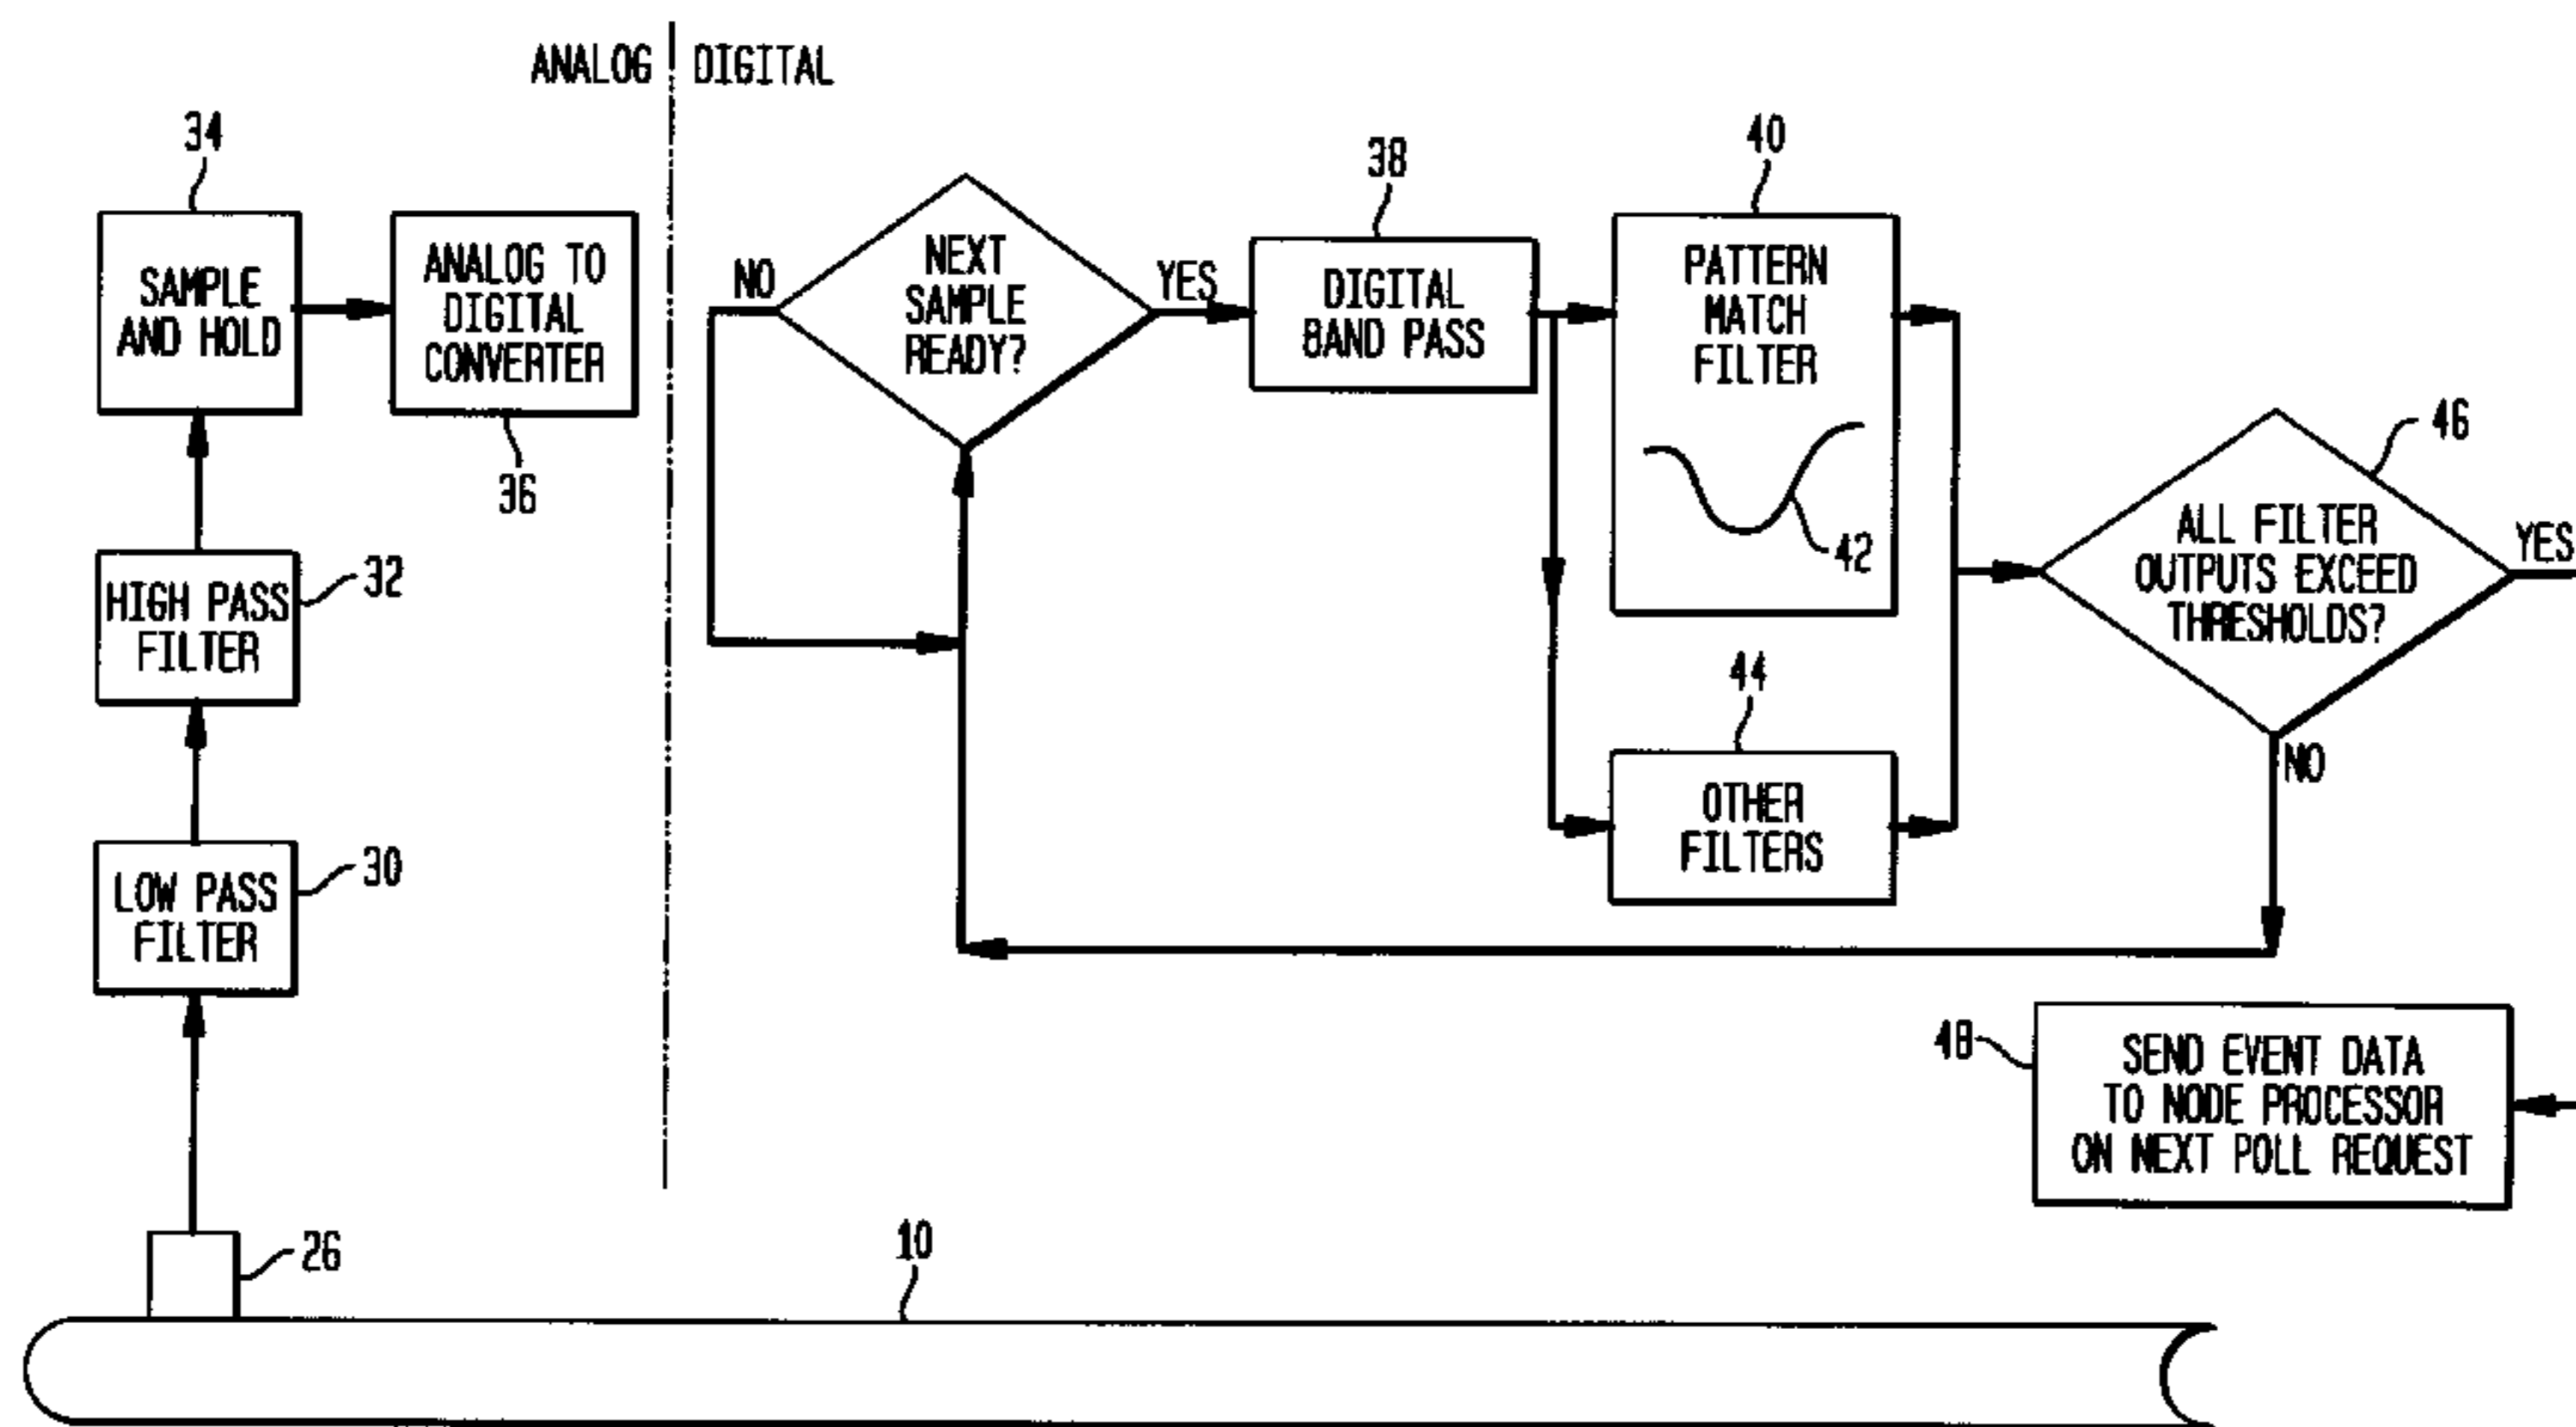 ANALOG DIGITAL
34
SAMPLE
AND HOLD
ANALOG TO
DIGITAL
CONVERTER
36
32
HIGH PASS
FILTER
30
LOW PASS
FILTER
26
10
NO
NEXT
SAMPLE
READY?
YES
38
DIGITAL
BAND PASS
40
PATTERN
MATCH
FILTER
42
44
OTHER
FILTERS
46
ALL FILTER
OUTPUTS EXCEED
THRESHOLDS?
YES
NO
48
SEND EVENT DATA
TO NODE PROCESSOR
ON NEXT POLL REQUEST